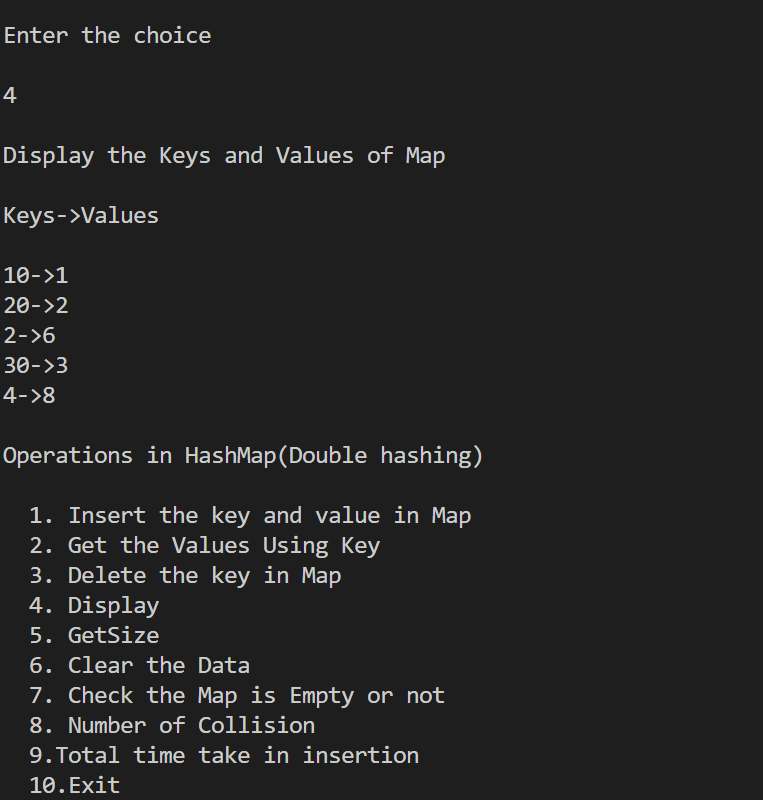 Enter the choice
4
Display the Keys and Values of Map
Keys->Values
10->1
20->2
2->6
30->3
4->8
Operations in HashMap(Double hashing)
1. Insert the key and value in Map
2. Get the Values Using Key
3. Delete the key in Map
4. Display
5. GetSize
6. Clear the Data
7. Check the Map is Empty or not
8. Number of Collision
9.Total time take in insertion
10.Exit